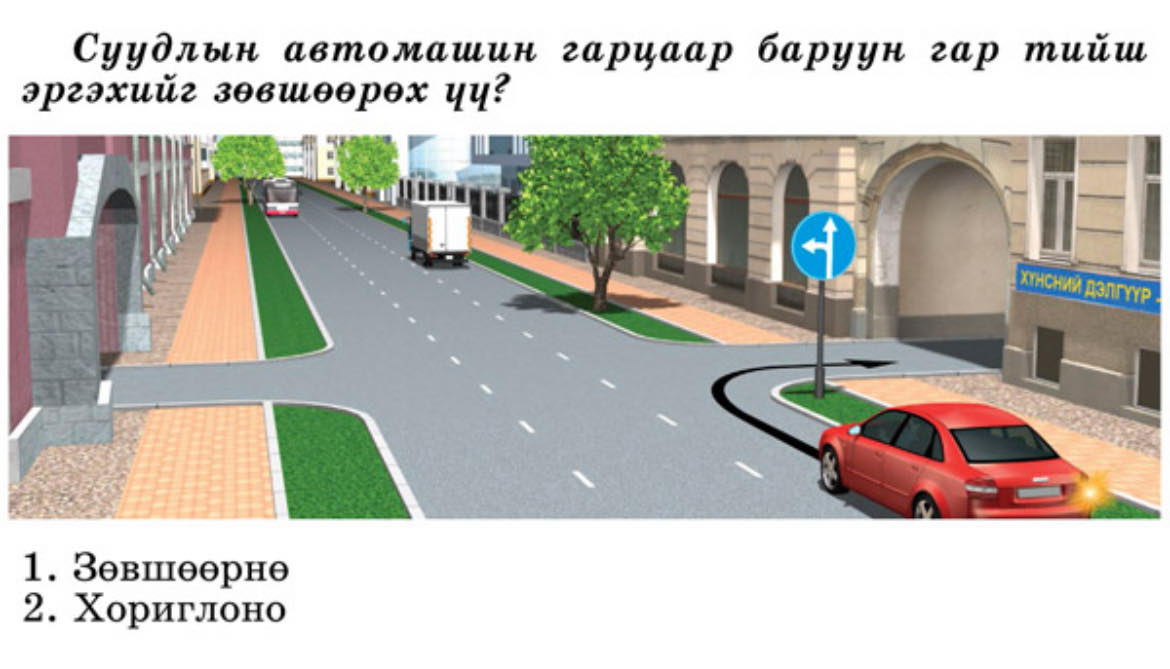 Суудлын автомашин гарцаар баруун гар тийш
эргэхийг зөвшөөрөх үү?
ХҮНСНИЙ ДЭЛГҮҮР -
1. Зөвшөөрнө
2. Хориглоно